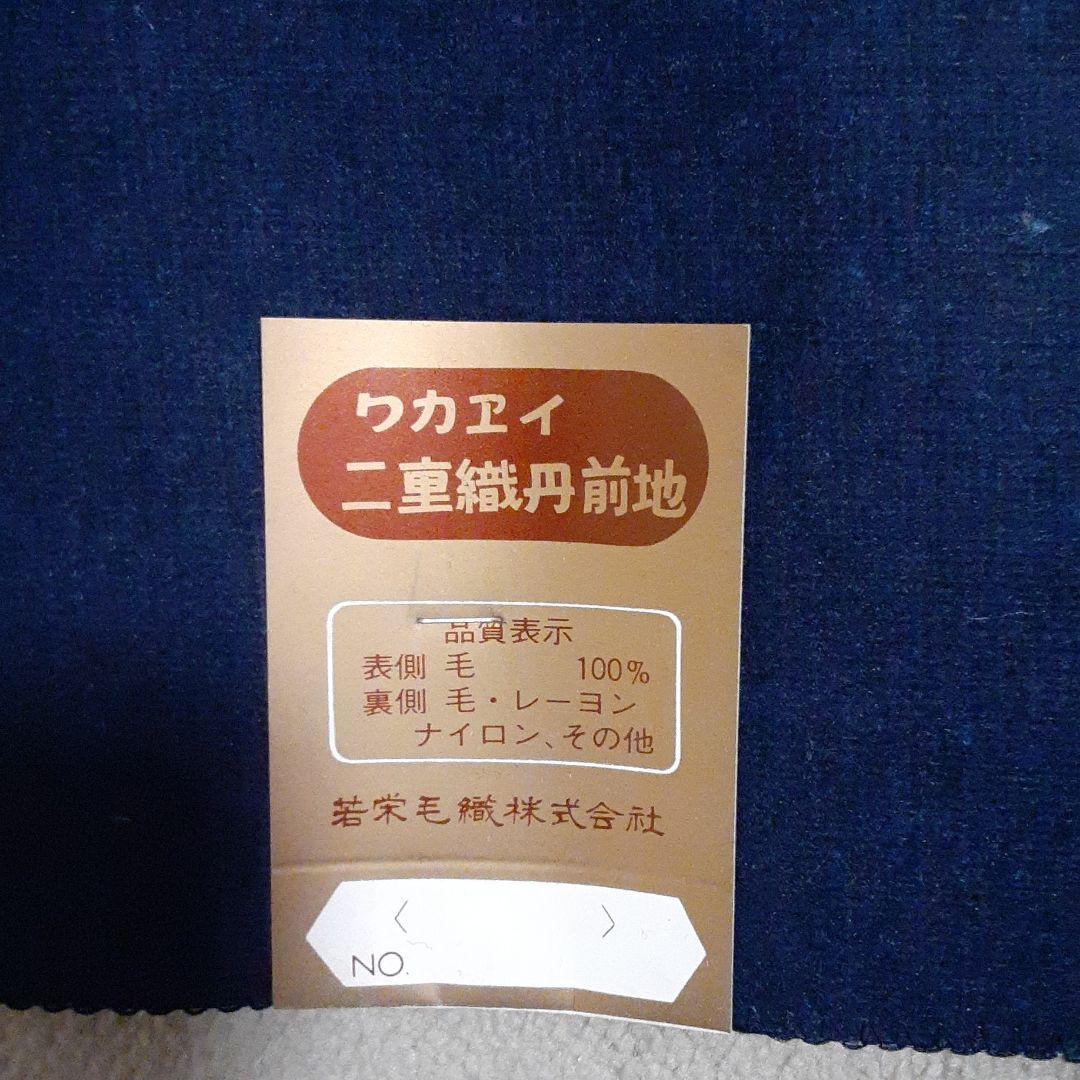 ワカヱイ
二重織丹前地
品質表示
表側 毛 100%
裏側 毛・レーヨン
ナイロン、その他
若栄毛織株式会社
〈 〉
NO.